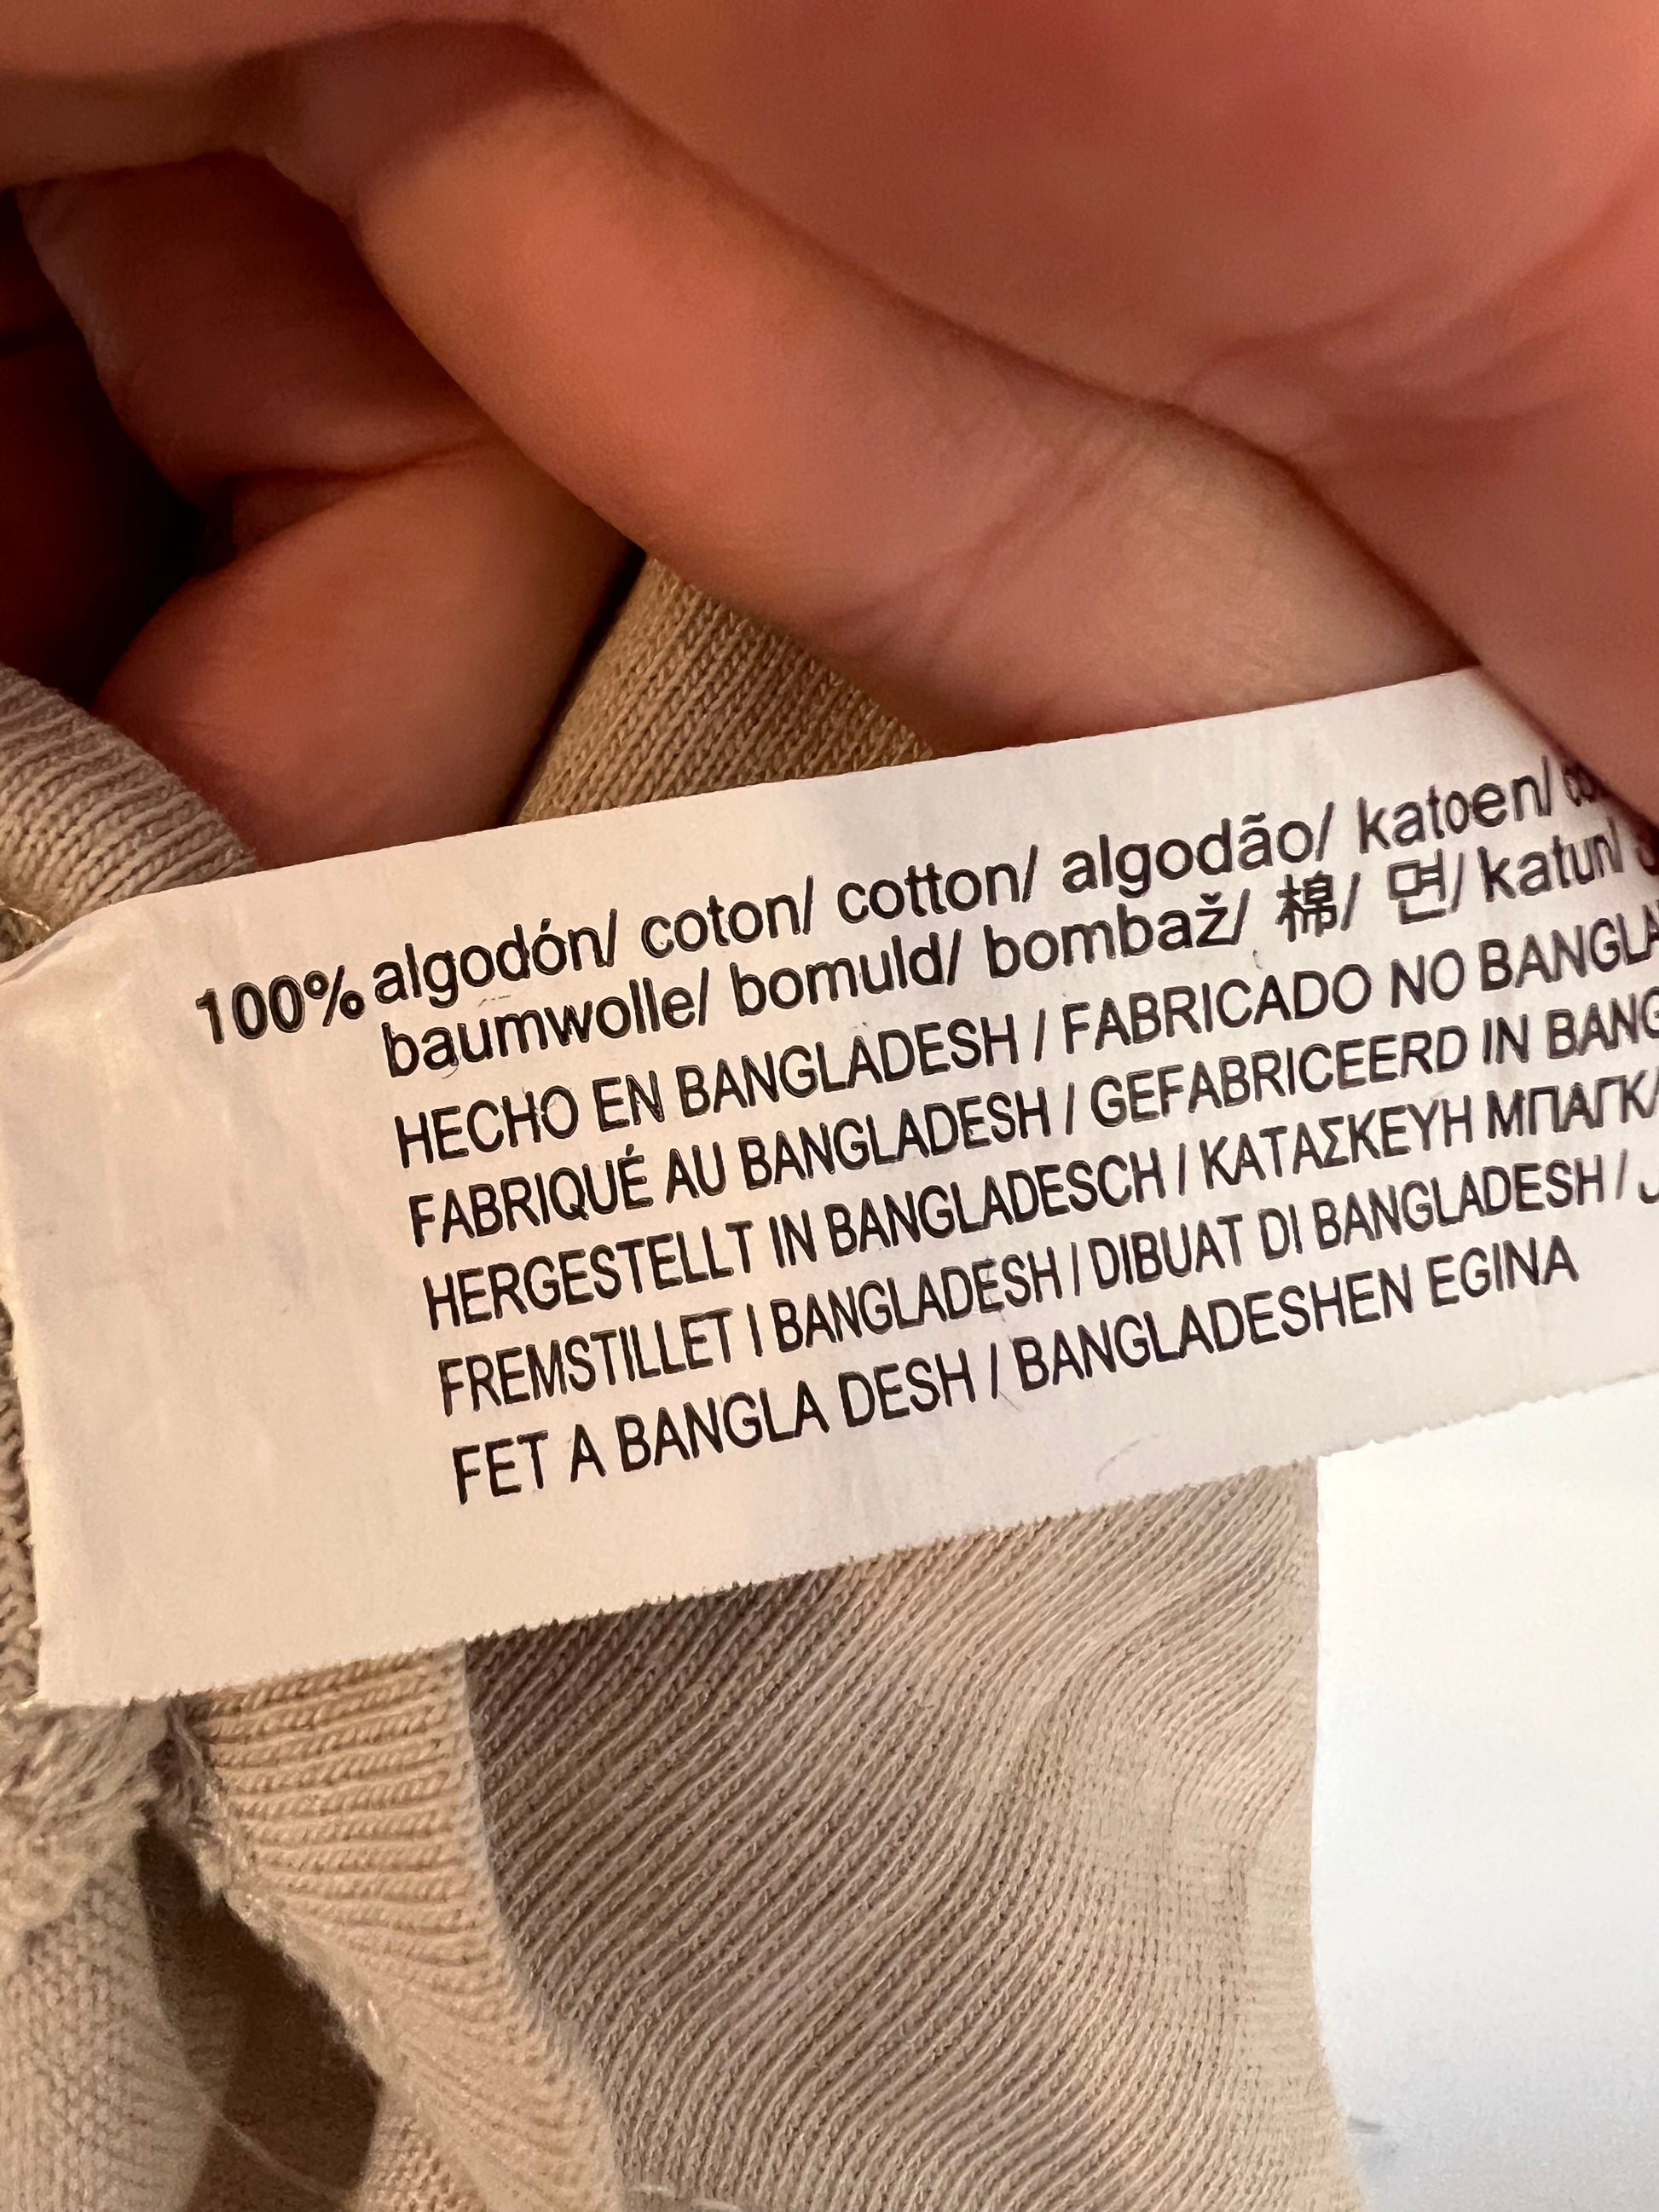 100% algodón/ coton/ cotton/ algodão/ katoen/
baumwolle/ bomuld/ bombaž/ 棉/ 면/ katun/
HECHO EN BANGLADESH / FABRICADO NO
FABRIQUÉ AU BANGLADESH / GEFABRICEERD IN
HERGESTELLT IN BANGLADESCH / ΚΑΤΑΣΚΕΥΗ
FREMSTILLET I BANGLADESH / DIBUAT DI BANGLADESH /
FET A BANGLA DESH / BANGLADESHEN EGINA